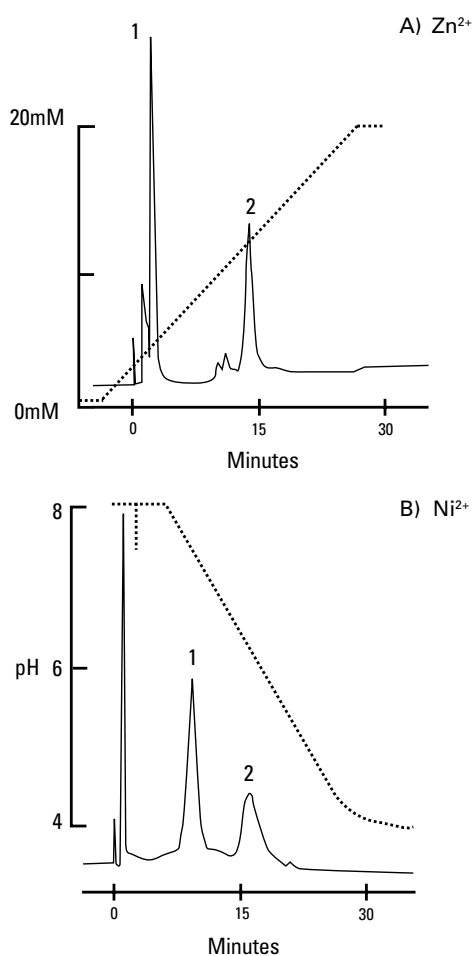 A) Zn²⁺
1
20mM
2
0mM
0 15 30
Minutes
B) Ni²⁺
8
1
pH 6
2
4
0 15 30
Minutes